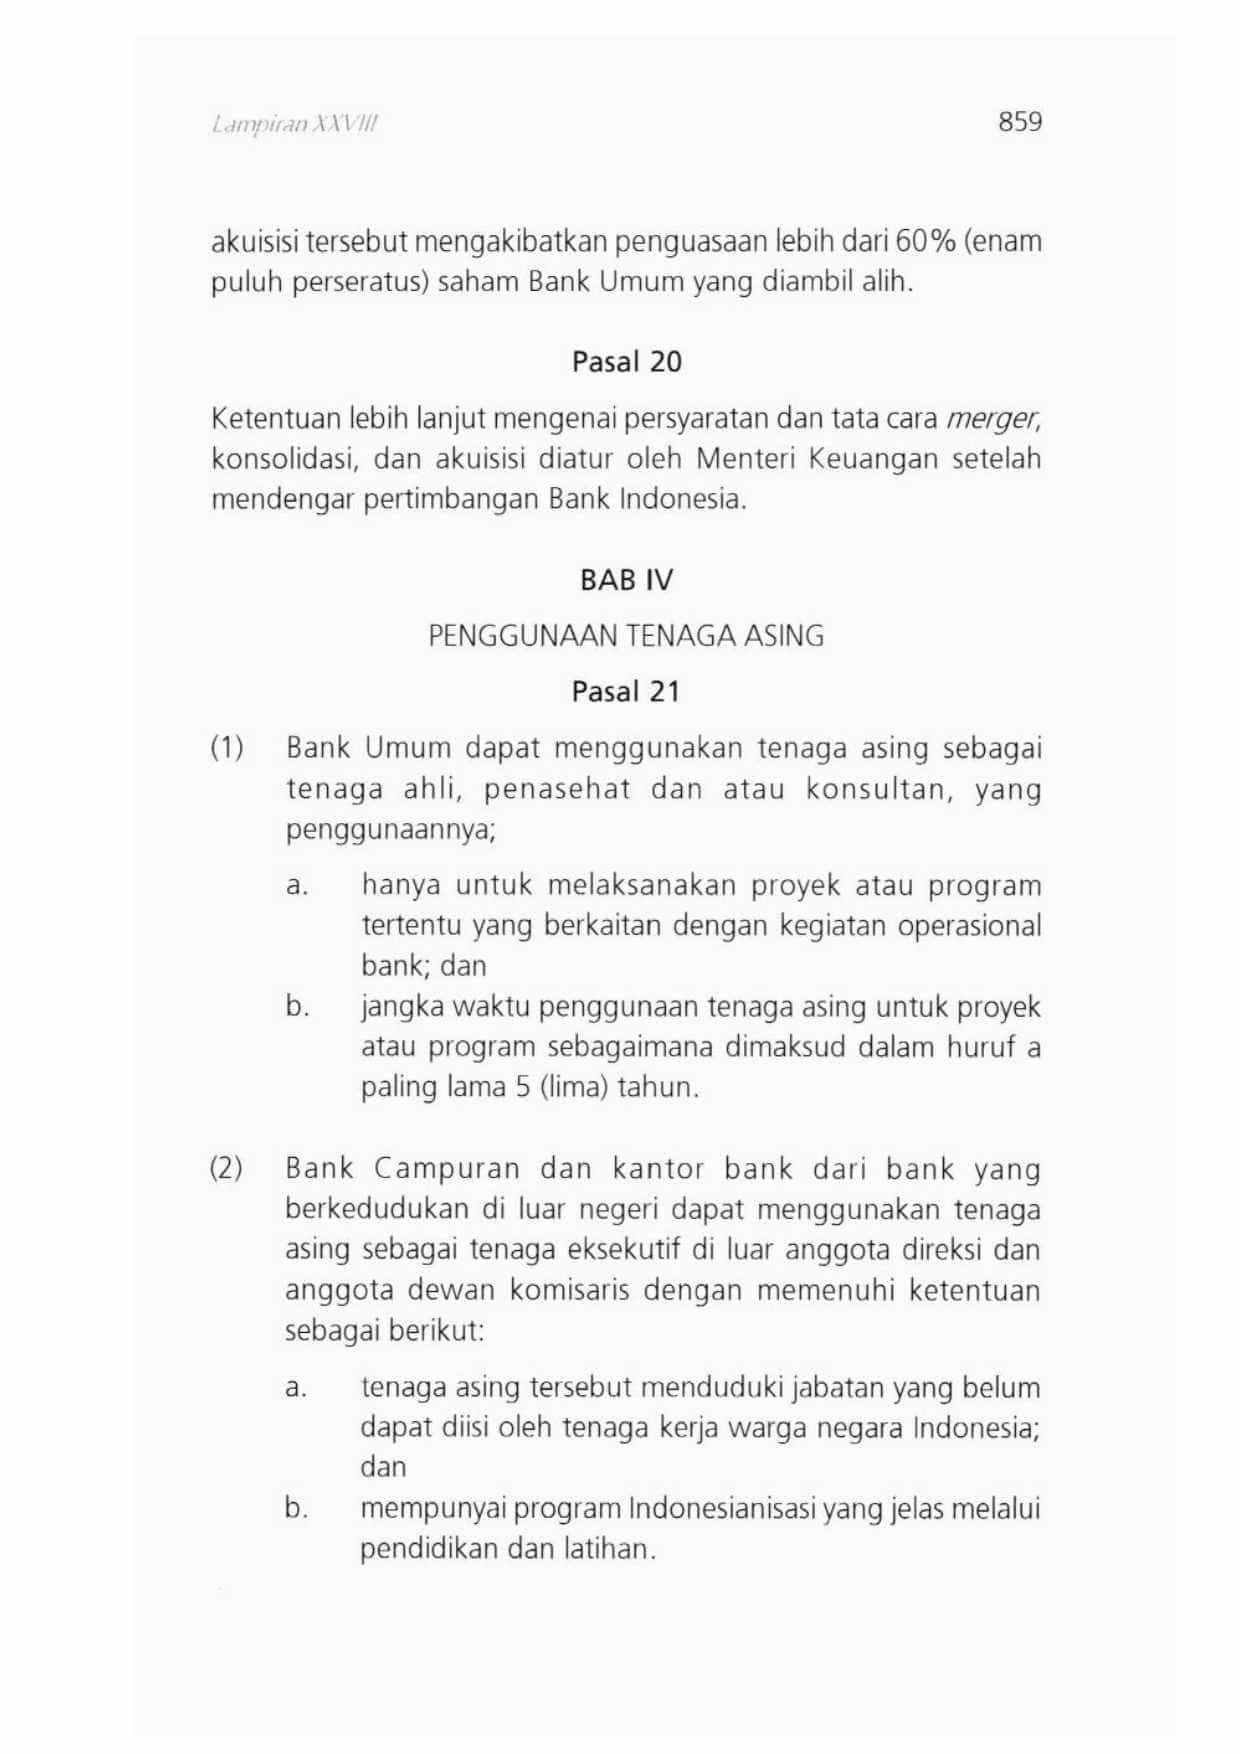 Lampiran XXVIII
859
akuisisi tersebut mengakibatkan penguasaan lebih dari 60% (enam
puluh perseratus) saham Bank Umum yang diambil alih.
Pasal 20
Ketentuan lebih lanjut mengenai persyaratan dan tata cara merger,
konsolidasi, dan akuisisi diatur oleh Menteri Keuangan setelah
mendengar pertimbangan Bank Indonesia.
BAB IV
PENGGUNAAN TENAGA ASING
Pasal 21
(1) Bank Umum dapat menggunakan tenaga asing sebagai
tenaga ahli, penasehat dan atau konsultan, yang
penggunaannya;
a. hanya untuk melaksanakan proyek atau program
tertentu yang berkaitan dengan kegiatan operasional
bank; dan
b. jangka waktu penggunaan tenaga asing untuk proyek
atau program sebagaimana dimaksud dalam huruf a
paling lama 5 (lima) tahun.
(2) Bank Campuran dan kantor bank dari bank yang
berkedudukan di luar negeri dapat menggunakan tenaga
asing sebagai tenaga eksekutif di luar anggota direksi dan
anggota dewan komisaris dengan memenuhi ketentuan
sebagai berikut:
a. tenaga asing tersebut menduduki jabatan yang belum
dapat diisi oleh tenaga kerja warga negara Indonesia;
dan
b. mempunyai program Indonesianisasi yang jelas melalui
pendidikan dan latihan.